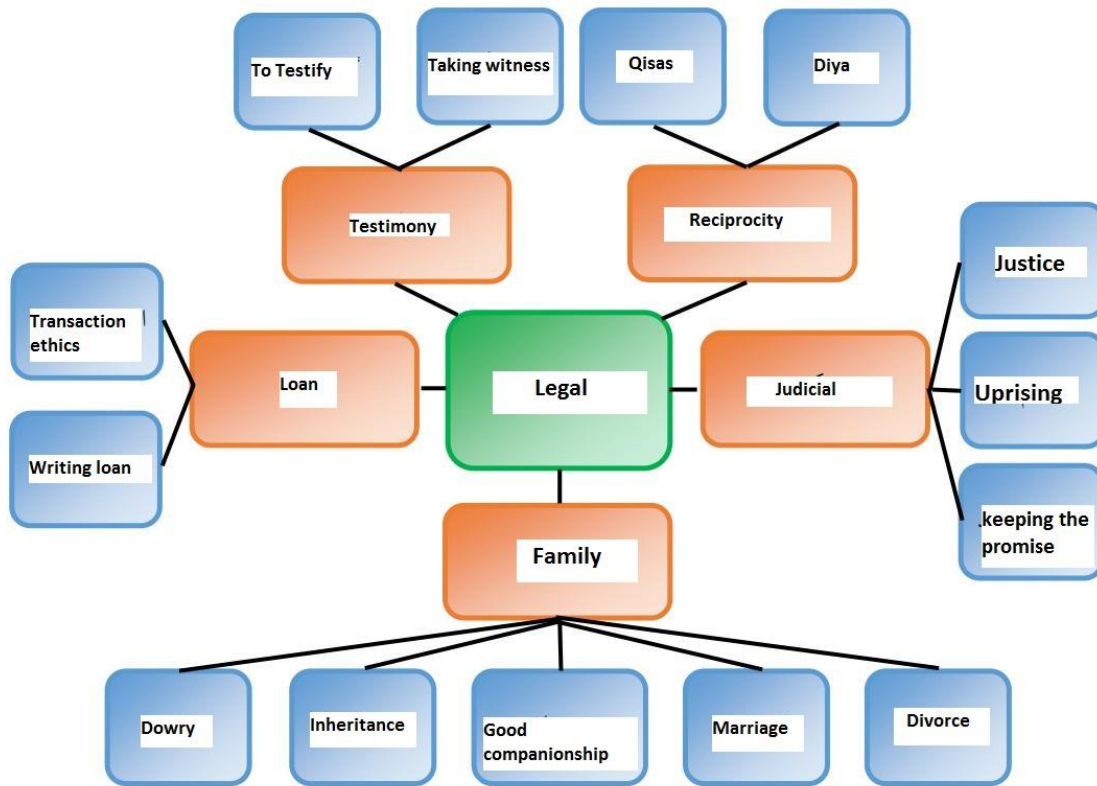 To Testify
Taking witness
Qisas
Diya
Testimony
Reciprocity
Justice
Transaction
ethics
Loan
Legal
Judicial
Uprising
Writing loan
keeping the
promise
Family
Dowry
Inheritance
Good
companionship
Marriage
Divorce